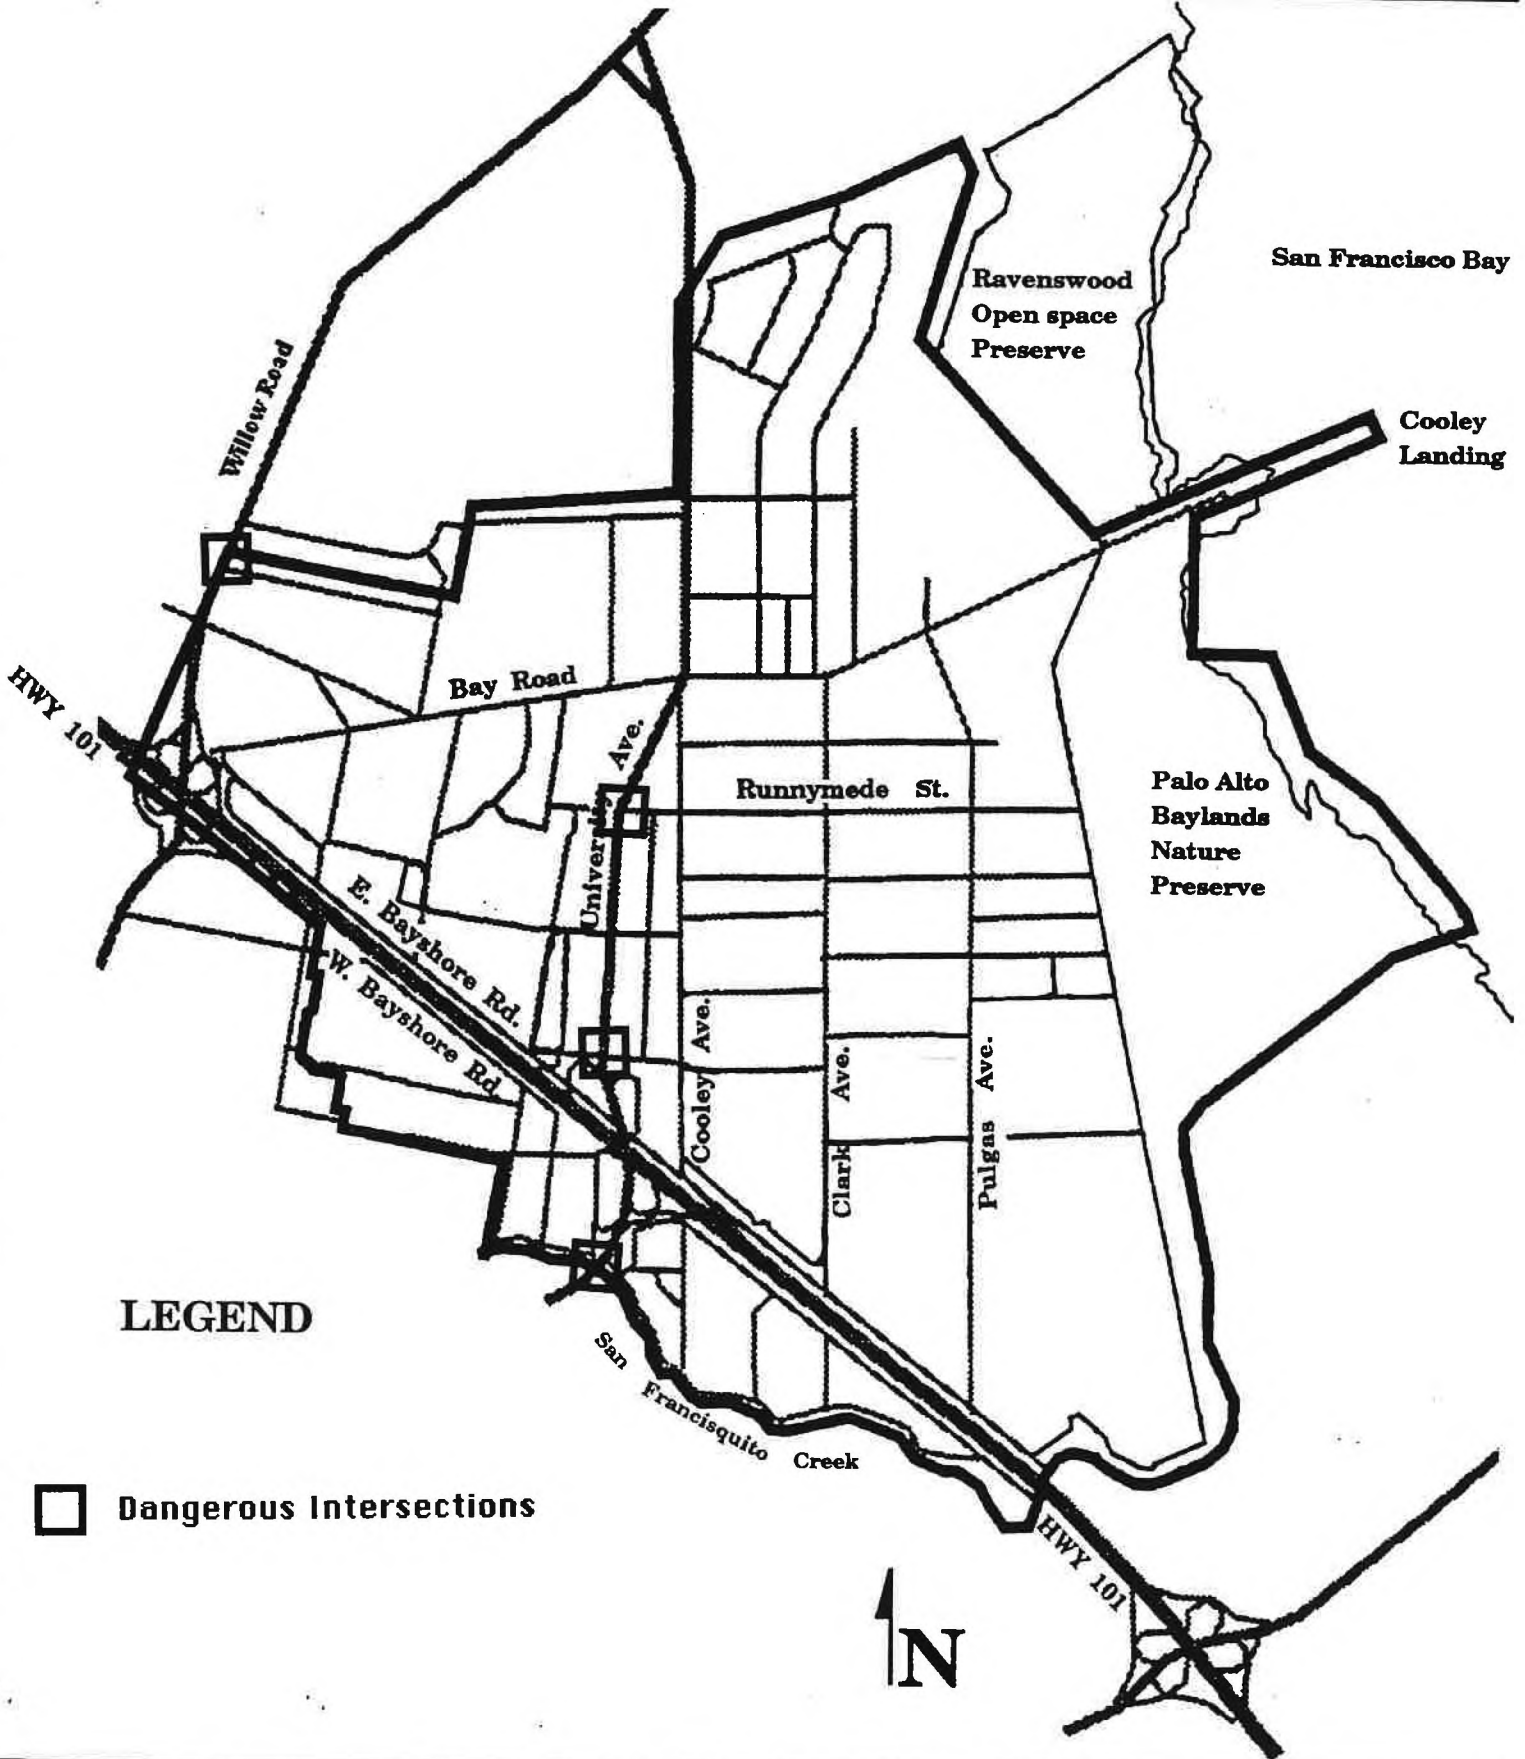 San Francisco Bay
Ravenswood
Open space
Preserve
Willow Road
Cooley
Landing
Bay Road
HWY 101
University Ave.
Runnymede St.
Palo Alto
Baylands
Nature
Preserve
E. Bayshore Rd.
W. Bayshore Rd.
Cooley Ave.
Clark Ave.
Pulgas Ave.
LEGEND
San Francisquito Creek
Dangerous Intersections
HWY 101
N